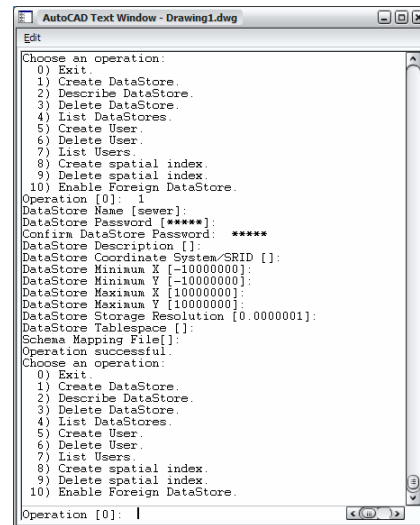 AutoCAD Text Window - Drawing1.dwg
Edit
Choose an operation:
0) Exit.
1) Create DataStore.
2) Describe DataStore.
3) Delete DataStore.
4) List DataStores.
5) Create User.
6) Delete User.
7) List Users.
8) Create spatial index.
9) Delete spatial index.
10) Enable Foreign DataStore.
Operation [0]: 1
DataStore Name [sewer]:
DataStore Password [*****]:
Confirm DataStore Password: *****
DataStore Description []:
DataStore Coordinate System/SRID []:
DataStore Minimum X [-10000000]:
DataStore Minimum Y [-10000000]:
DataStore Maximum X [10000000]:
DataStore Maximum Y [10000000]:
DataStore Storage Resolution [0.0000001]:
DataStore Tablespace []:
Schema Mapping File[]:
Operation successful.
Choose an operation:
0) Exit.
1) Create DataStore.
2) Describe DataStore.
3) Delete DataStore.
4) List DataStores.
5) Create User.
6) Delete User.
7) List Users.
8) Create spatial index.
9) Delete spatial index.
10) Enable Foreign DataStore.
Operation [0]: